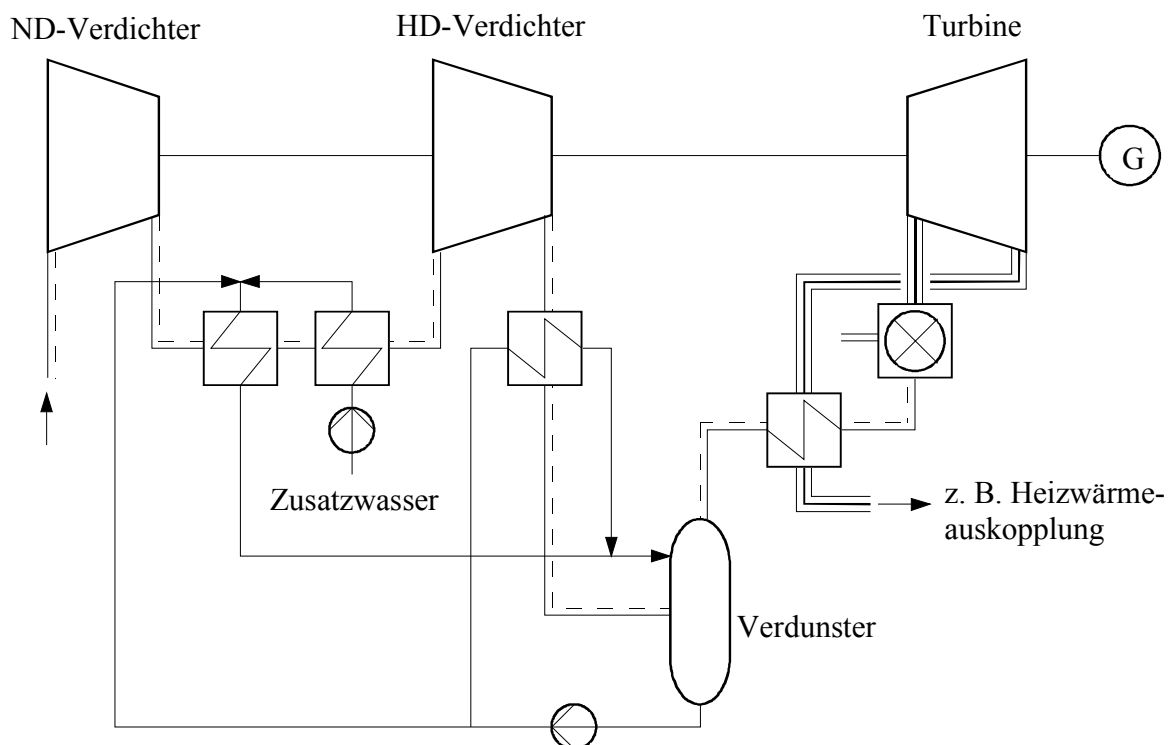 ND-Verdichter
HD-Verdichter
Turbine
G
Zusatzwasser
z. B. Heizwärme-
auskopplung
Verdunster